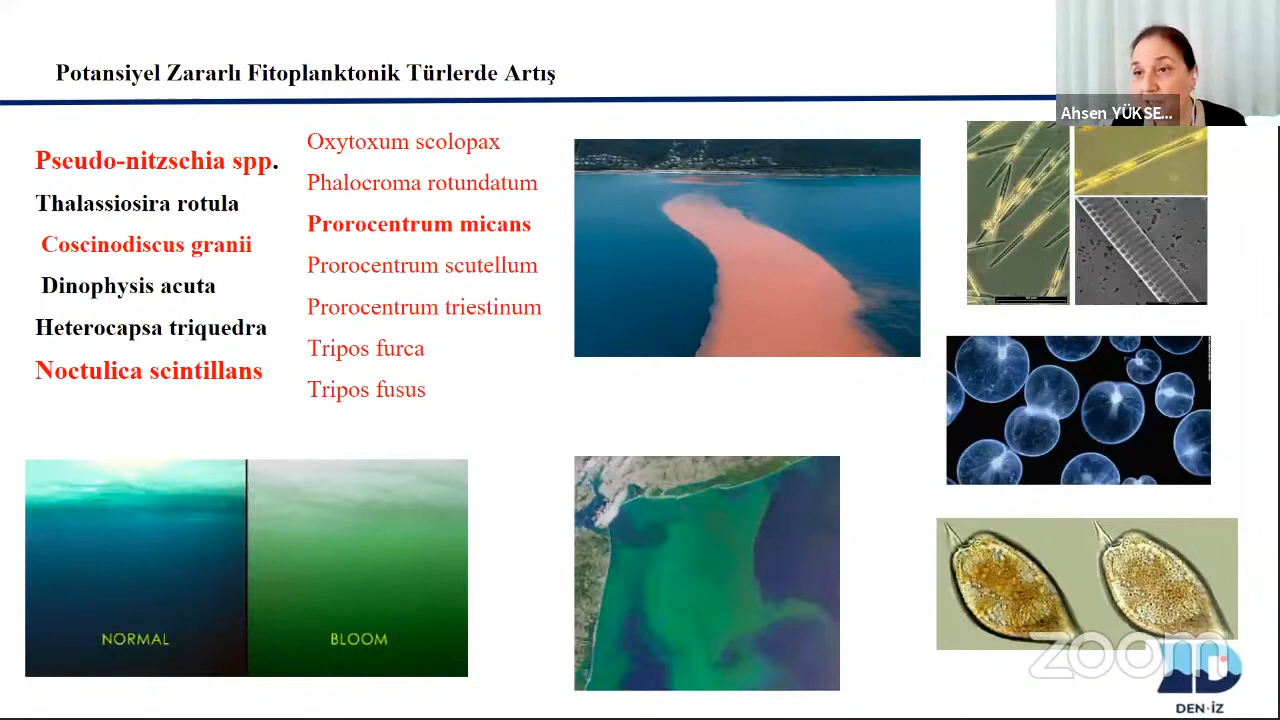 Potansiyel Zararlı Fitoplanktonik Türlerde Artış
Ahsen YÜKSE...
Pseudo-nitzschia spp.
Thalassiosira rotula
Coscinodiscus granii
Dinophysis acuta
Heterocapsa triquedra
Noctulica scintillans
Oxytoxum scolopax
Phalocroma rotundatum
Prorocentrum micans
Prorocentrum scutellum
Prorocentrum triestinum
Tripos furca
Tripos fusus
NORMAL
BLOOM
zoom
DEN·İZ